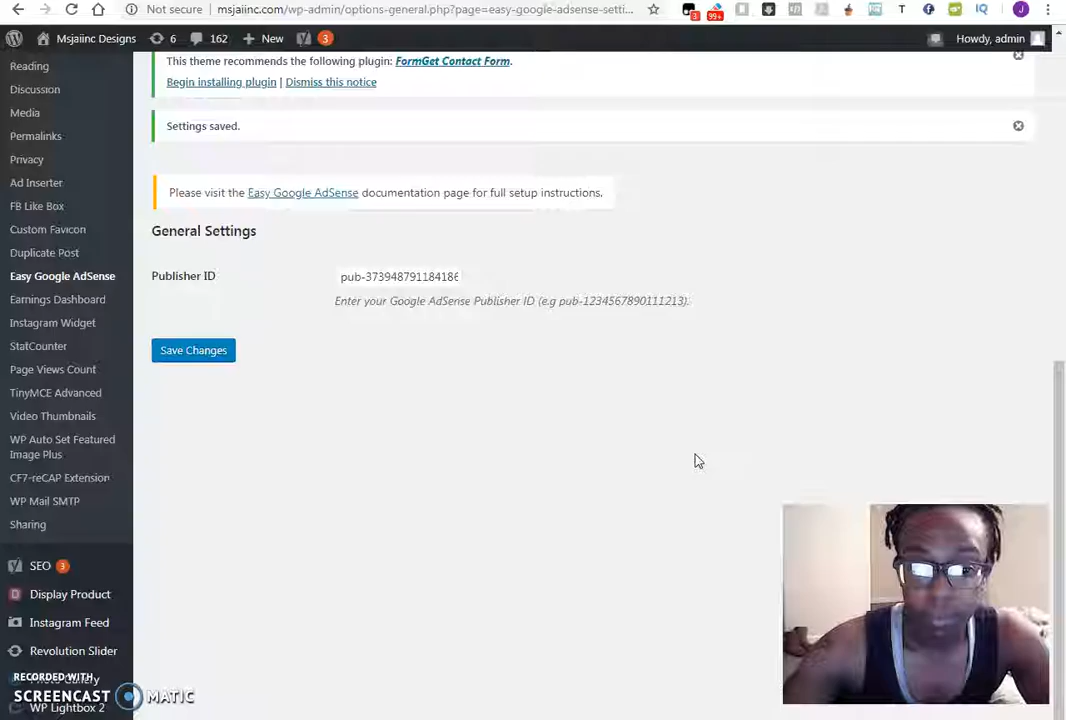 Not secure | msjaiinc.com/wp-admin/options-general.php?page=easy-google-adsense-setti...
3
99+
T
IQ
J
Msjaiinc Designs
6
162
New
3
Howdy, admin
Reading
Discussion
Media
Permalinks
Privacy
Ad Inserter
FB Like Box
Custom Favicon
Duplicate Post
Easy Google AdSense
Earnings Dashboard
Instagram Widget
StatCounter
Page Views Count
TinyMCE Advanced
Video Thumbnails
WP Auto Set Featured
Image Plus
CF7-reCAP Extension
WP Mail SMTP
Sharing
SEO 3
Display Product
Instagram Feed
Revolution Slider
Gallery
WP Lightbox 2
This theme recommends the following plugin: FormGet Contact Form.
Begin installing plugin | Dismiss this notice
Settings saved.
Please visit the Easy Google AdSense documentation page for full setup instructions.
General Settings
Publisher ID
pub-373948791184186
Enter your Google AdSense Publisher ID (e.g pub-1234567890111213).
Save Changes
RECORDED WITH
SCREENCAST MATIC